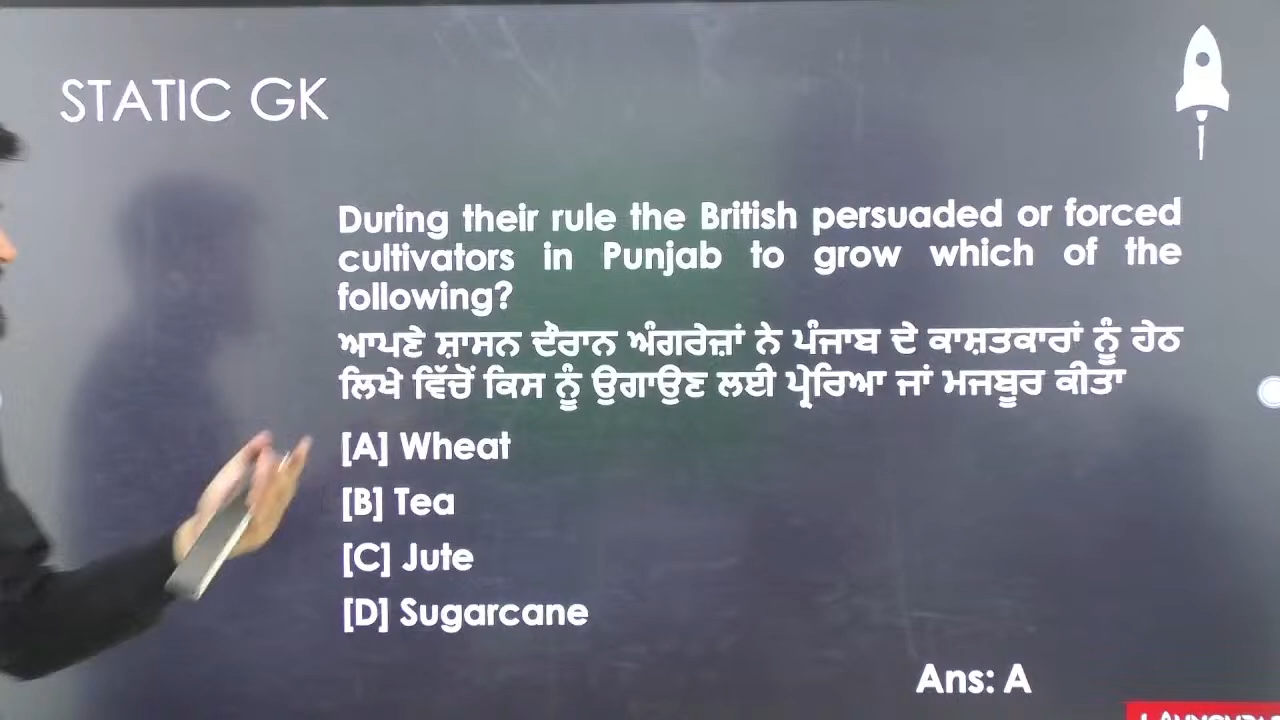 STATIC GK
During their rule the British persuaded or forced
cultivators in Punjab to grow which of the
following?
ਆਪਣੇ ਸ਼ਾਸਨ ਦੌਰਾਨ ਅੰਗਰੇਜ਼ਾਂ ਨੇ ਪੰਜਾਬ ਦੇ ਕਾਸ਼ਤਕਾਰਾਂ ਨੂੰ ਹੇਠ
ਲਿਖੇ ਵਿੱਚੋਂ ਕਿਸ ਨੂੰ ਉਗਾਉਣ ਲਈ ਪ੍ਰੇਰਿਆ ਜਾਂ ਮਜਬੂਰ ਕੀਤਾ
[A] Wheat
[B] Tea
[C] Jute
[D] Sugarcane
Ans: A